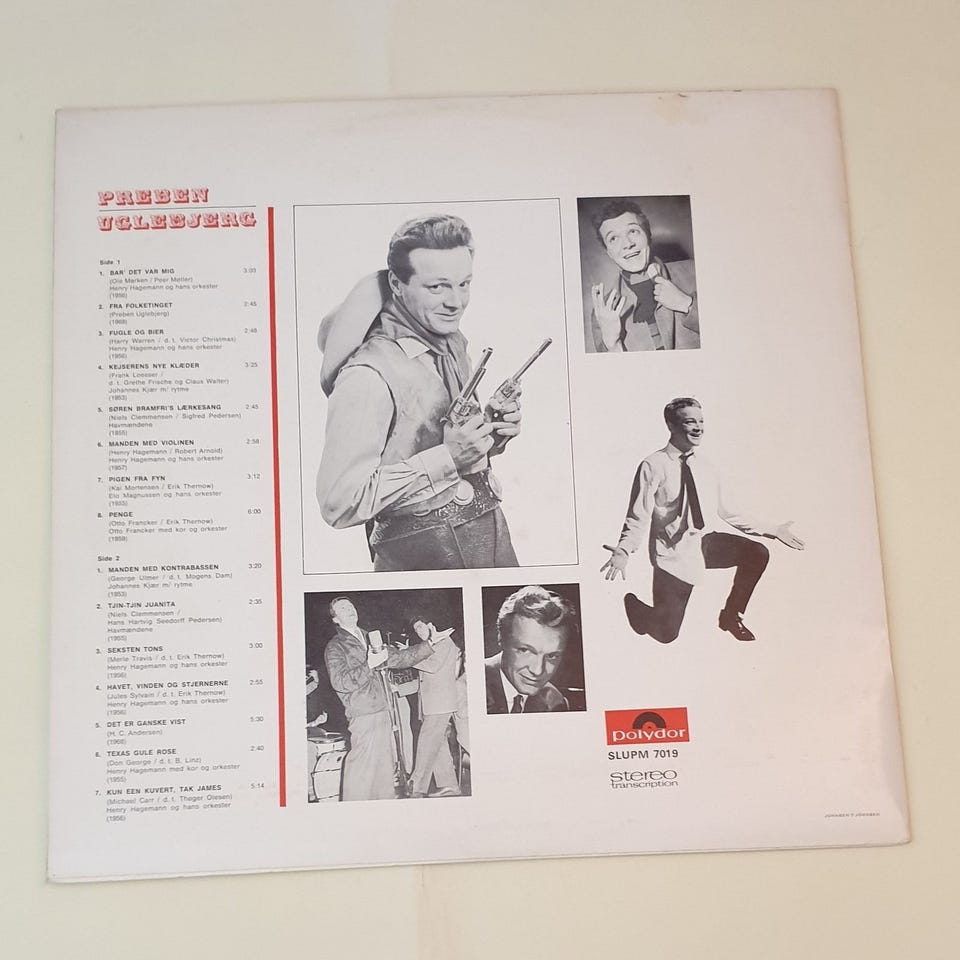 PREBEN
UGLEBJERG
Side 1
1. BAR' DET VAR MIG 3:03
(Ole Mørken / Peer Møller)
Henry Hagemann og hans orkester
(1956)
2. FRA FOLKETINGET 2:45
(Preben Uglebjerg)
(1968)
3. FUGLE OG BIER 2:48
(Harry Warren / d. t. Victor Christmas)
Henry Hagemann og hans orkester
(1956)
4. KEJSERENS NYE KLÆDER 3:25
(Frank Loesser /
d. t. Grethe Frische og Claus Walter)
Johannes Kjær m/ rytme
(1953)
5. SØREN BRAMFRI'S LÆRKESANG 2:45
(Niels Clemmensen / Sigfred Pedersen)
Havmændene
(1955)
6. MANDEN MED VIOLINEN 2:58
(Henry Hagemann / Robert Arnold)
Henry Hagemann og hans orkester
(1957)
7. PIGEN FRA FYN 3:12
(Kai Mortensen / Erik Thernow)
Elo Magnussen og hans orkester
(1955)
8. PENGE 6:00
(Otto Francker / Erik Thernow)
Otto Francker med kor og orkester
(1959)
Side 2
1. MANDEN MED KONTRABASSEN 3:20
(George Ulmer / d. t. Mogens Dam)
Johannes Kjær m/ rytme
(1953)
2. TJIN-TJIN JUANITA 2:35
(Niels Clemmensen /
Hans Hartvig Seedorff Pedersen)
Havmændene
(1955)
3. SEKSTEN TONS 3:00
(Merle Travis / d. t. Erik Thernow)
Henry Hagemann og hans orkester
(1956)
4. HAVET, VINDEN OG STJERNERNE 2:55
(Jules Sylvain / d. t. Erik Thernow)
Henry Hagemann og hans orkester
(1956)
5. DET ER GANSKE VIST 5:30
(H. C. Andersen)
(1968)
6. TEXAS GULE ROSE 2:40
(Don George / d. t. B. Linz)
Henry Hagemann med kor og orkester
(1955)
7. KUN EEN KUVERT, TAK JAMES 5:14
(Michael Carr / d. t. Thøger Olesen)
Henry Hagemann og hans orkester
(1956)
polydor
SLUPM 7019
stereo
transcription